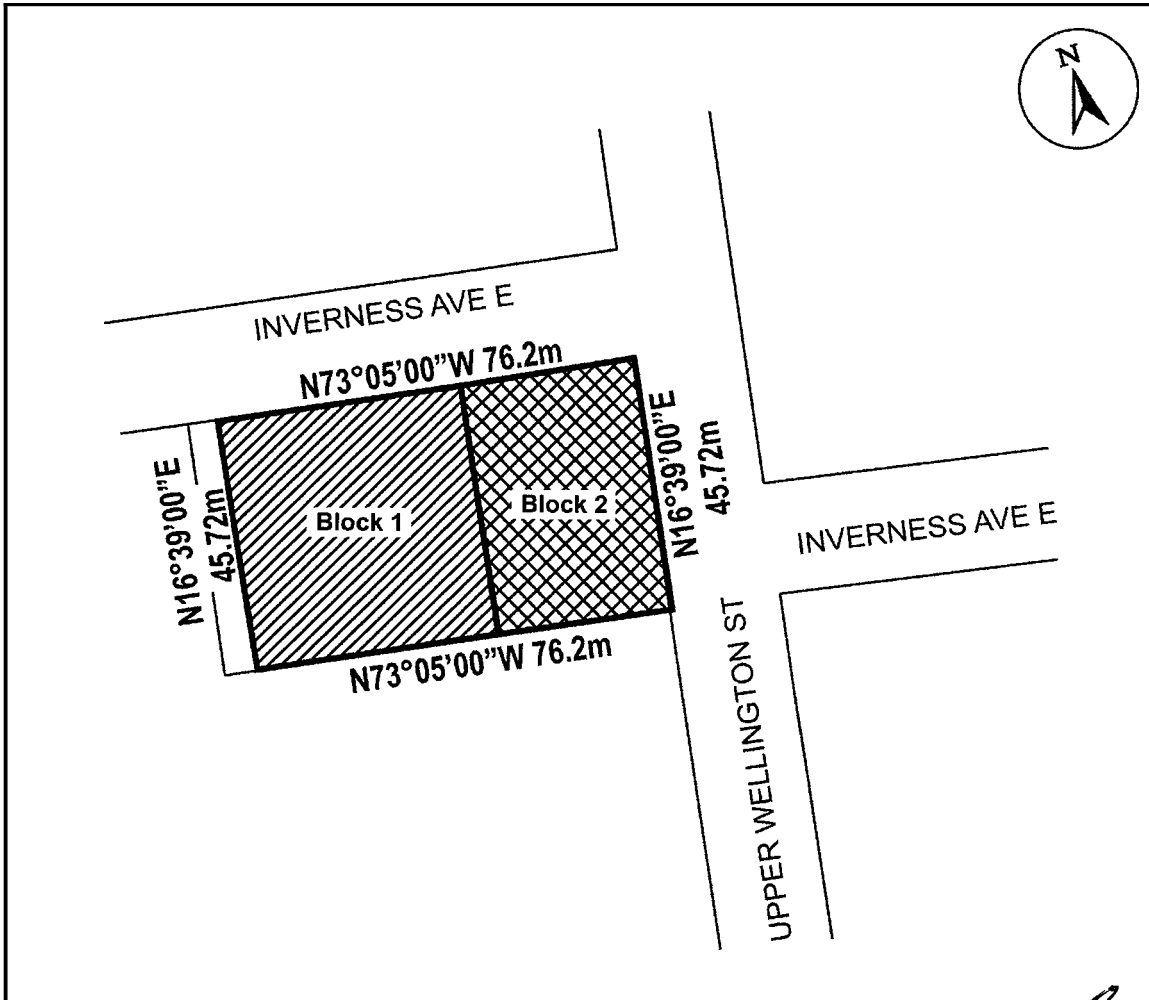 N
INVERNESS AVE E
N73°05’00”W 76.2m
N16°39’00”E
45.72m
Block 1
Block 2
N16°39’00”E
45.72m
INVERNESS AVE E
N73°05’00”W 76.2m
UPPER WELLINGTON ST